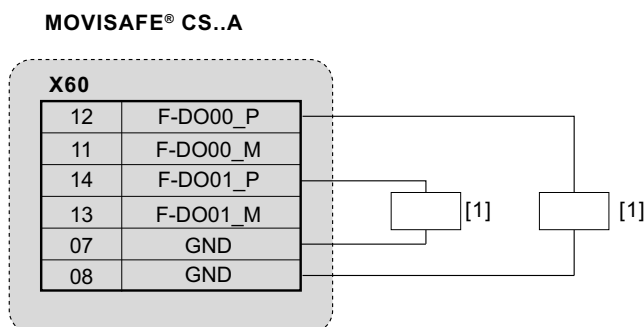 MOVISAFE® CS..A
X60
12 F-DO00_P
11 F-DO00_M
14 F-DO01_P
13 F-DO01_M
07 GND
08 GND
[1]
[1]